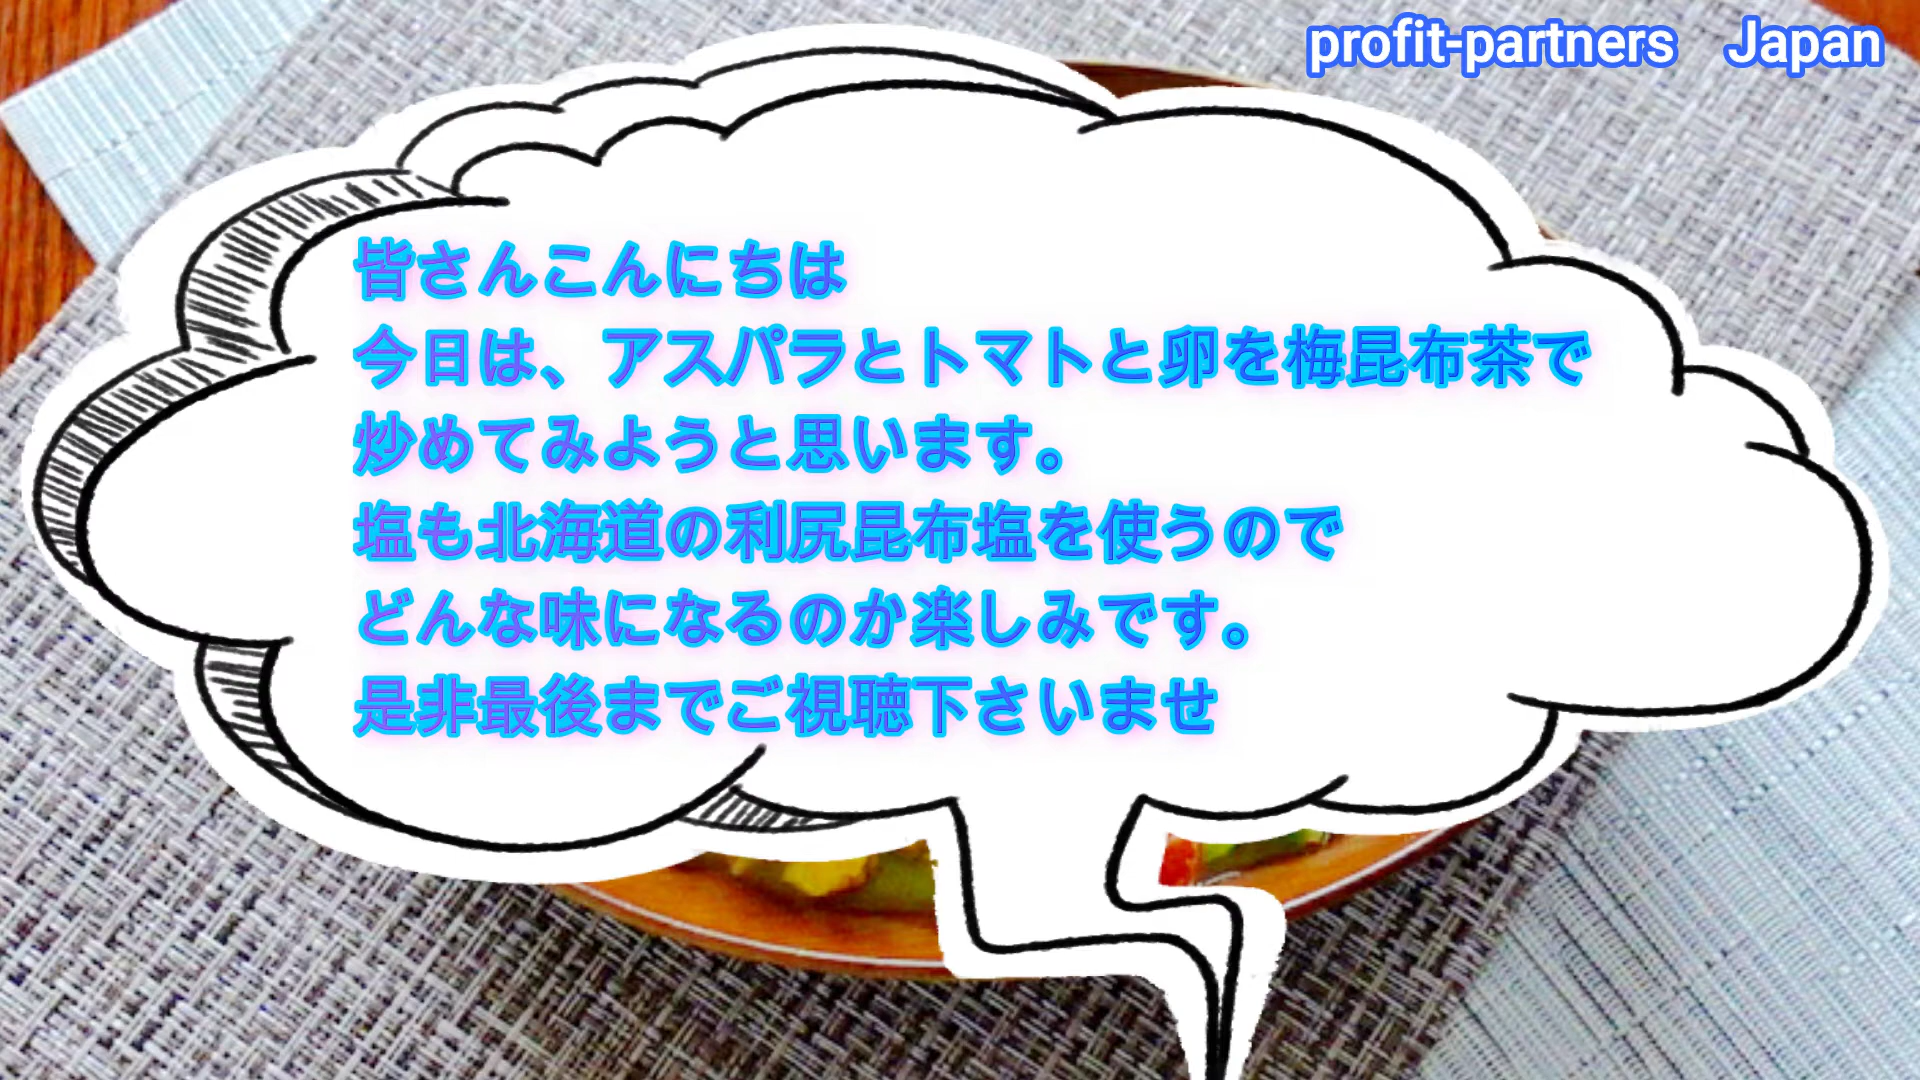 profit-partners Japan
皆さんこんにちは
今日は、アスパラとトマトと卵を梅昆布茶で
炒めてみようと思います。
塩も北海道の利尻昆布塩を使うので
どんな味になるのか楽しみです。
是非最後までご視聴下さいませ